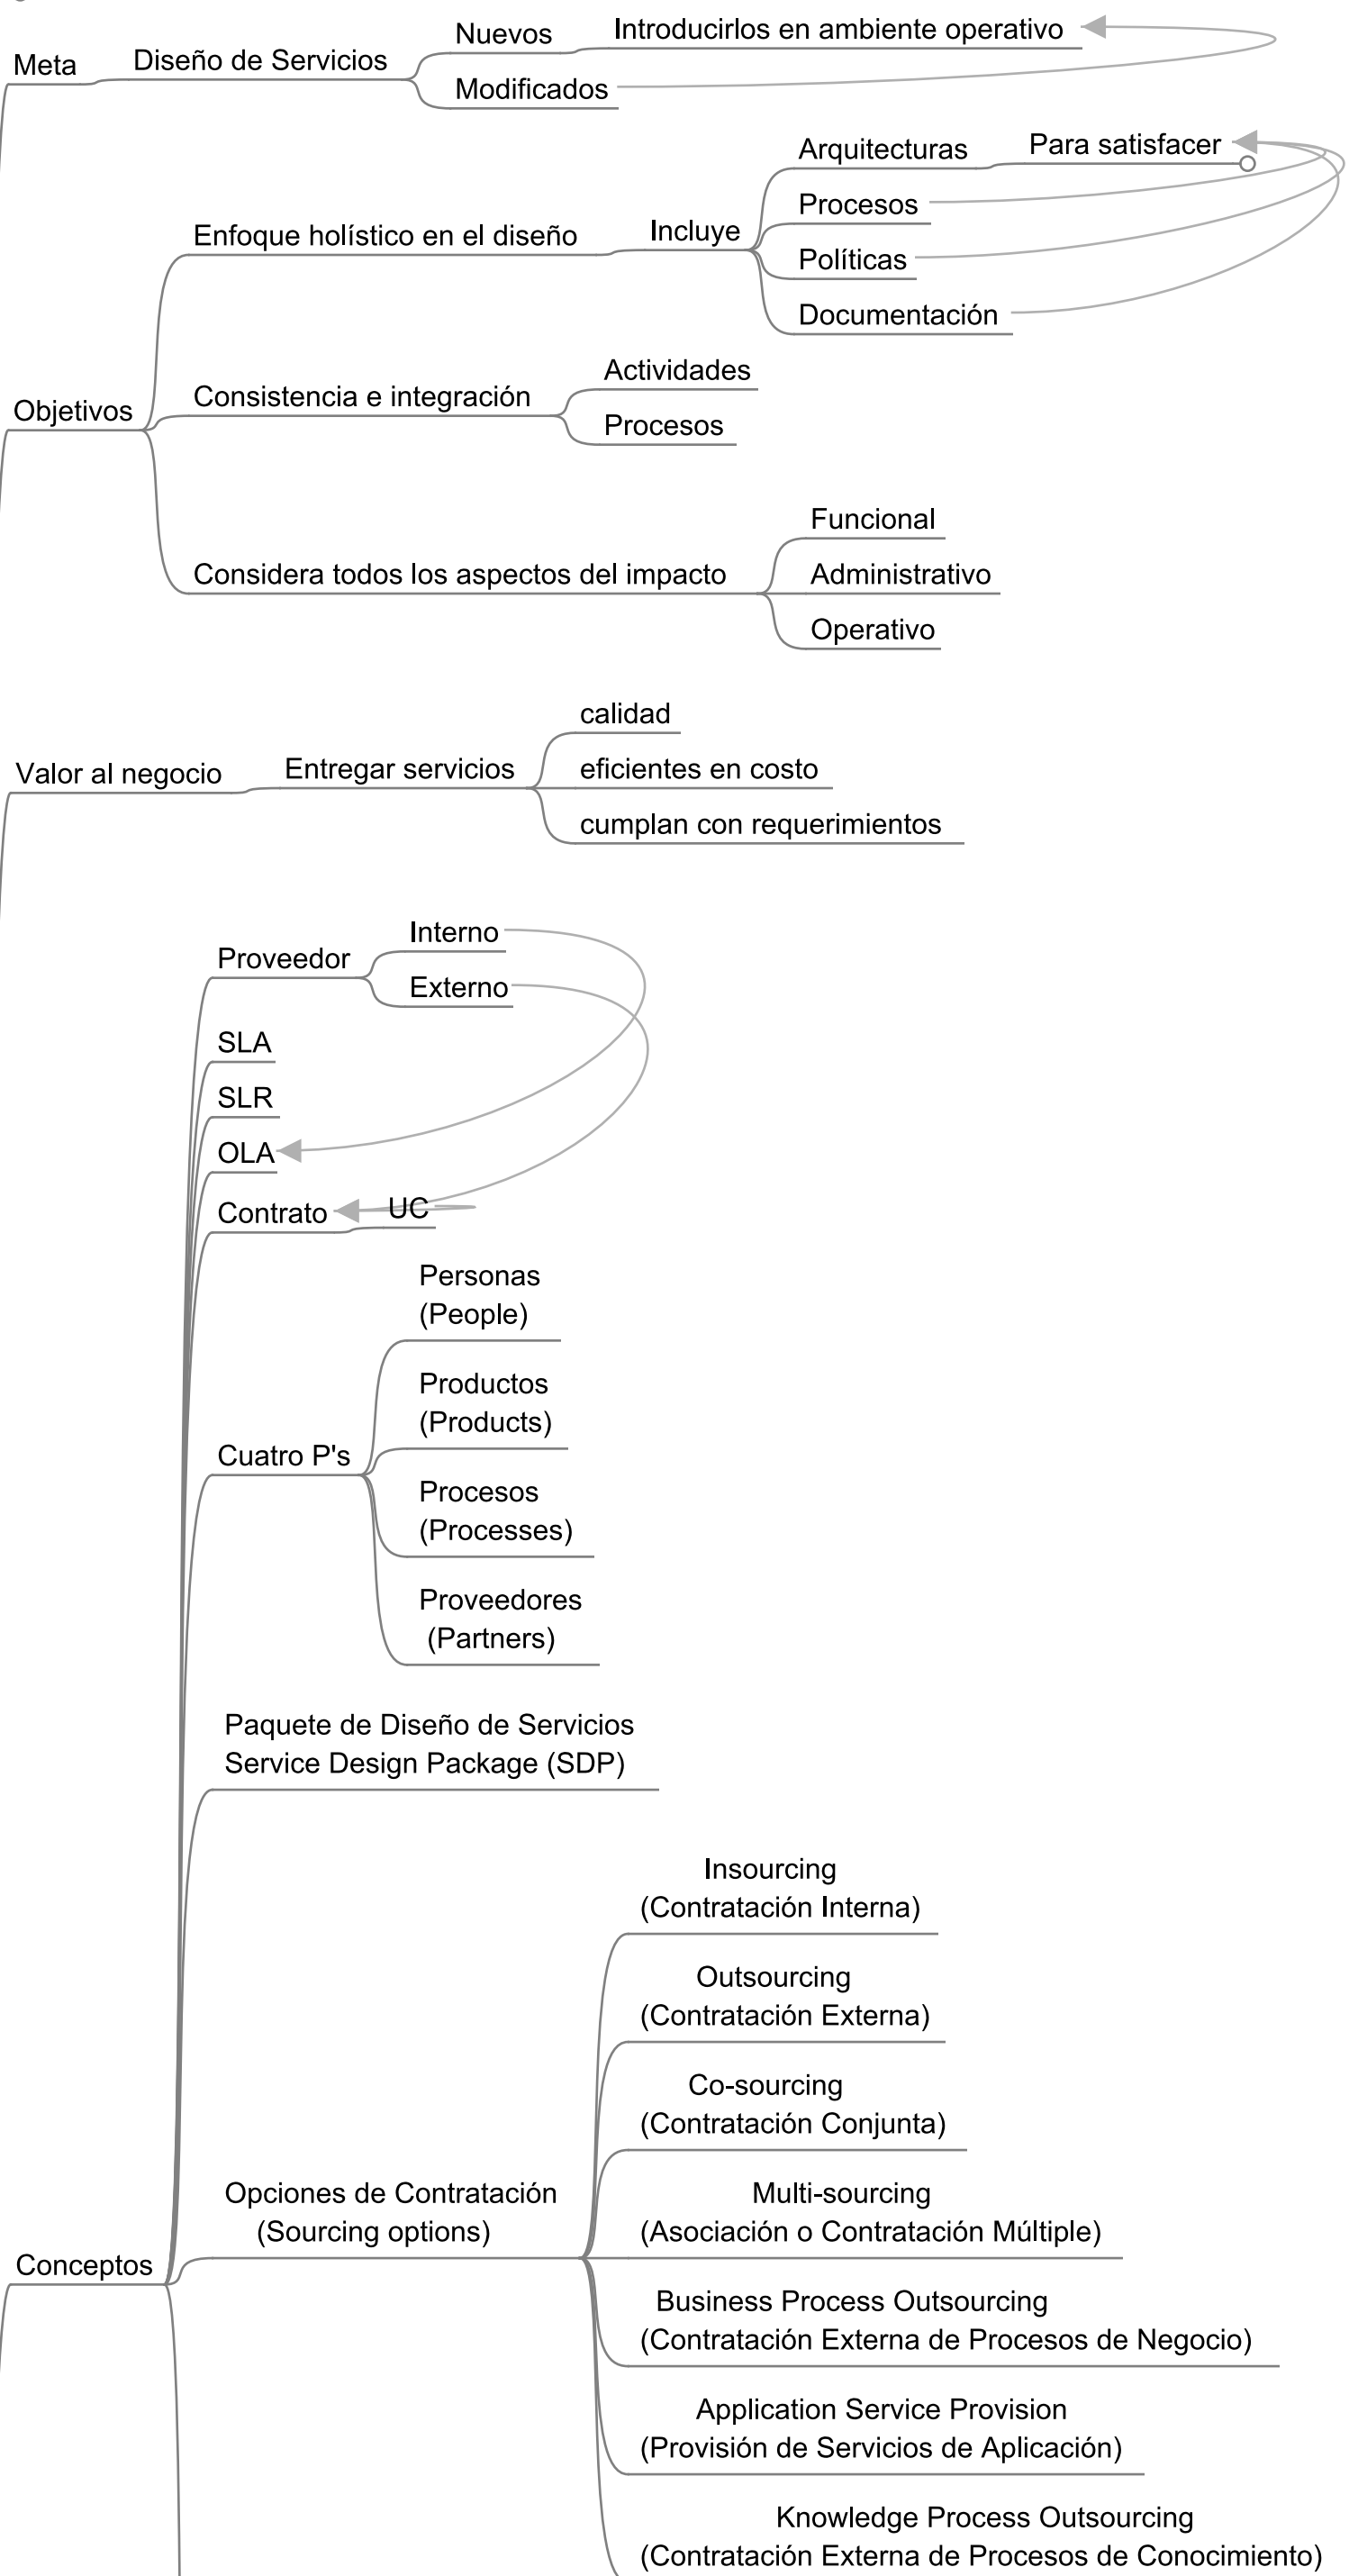 Meta
Diseño de Servicios
Nuevos
Introducirlos en ambiente operativo
Modificados
Objetivos
Enfoque holístico en el diseño
Incluye
Arquitecturas
Para satisfacer
Procesos
Políticas
Documentación
Consistencia e integración
Actividades
Procesos
Considera todos los aspectos del impacto
Funcional
Administrativo
Operativo
Valor al negocio
Entregar servicios
calidad
eficientes en costo
cumplan con requerimientos
Conceptos
Proveedor
Interno
Externo
SLA
SLR
OLA
Contrato
UC
Cuatro P's
Personas
(People)
Productos
(Products)
Procesos
(Processes)
Proveedores
(Partners)
Paquete de Diseño de Servicios
Service Design Package (SDP)
Opciones de Contratación
(Sourcing options)
Insourcing
(Contratación Interna)
Outsourcing
(Contratación Externa)
Co-sourcing
(Contratación Conjunta)
Multi-sourcing
(Asociación o Contratación Múltiple)
Business Process Outsourcing
(Contratación Externa de Procesos de Negocio)
Application Service Provision
(Provisión de Servicios de Aplicación)
Knowledge Process Outsourcing
(Contratación Externa de Procesos de Conocimiento)